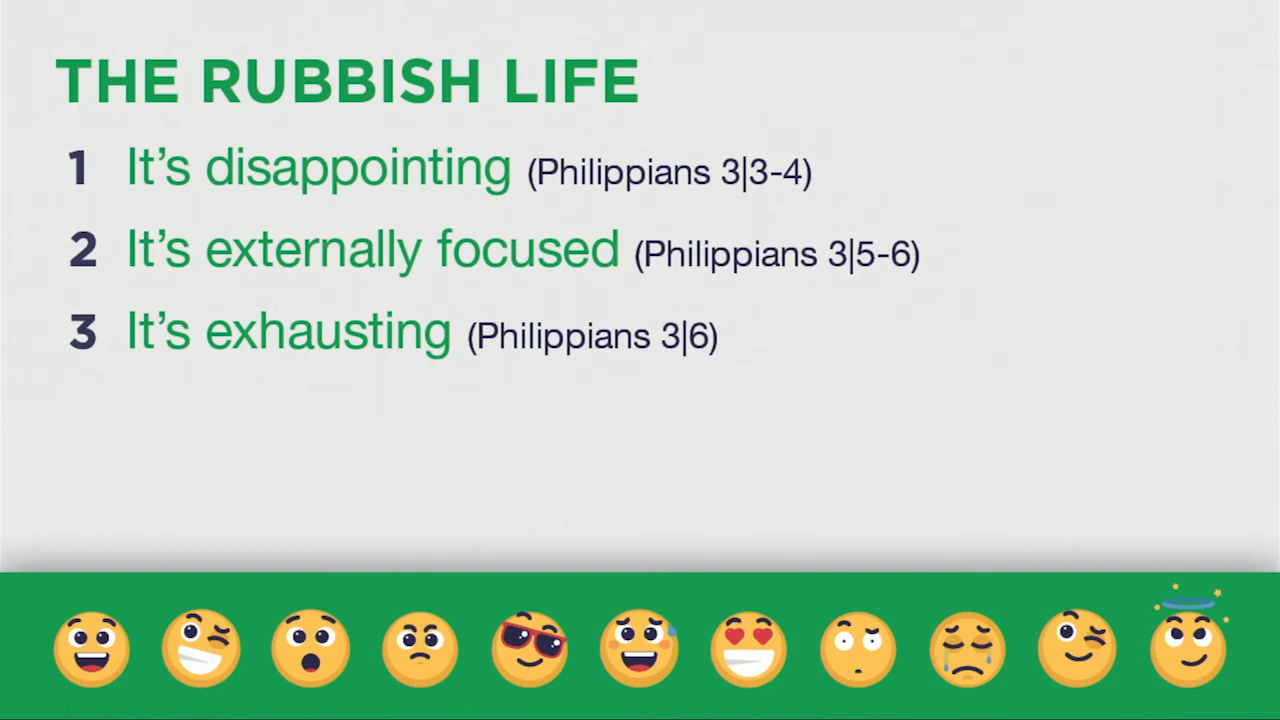 THE RUBBISH LIFE
1 It's disappointing (Philippians 3|3-4)
2 It's externally focused (Philippians 3|5-6)
3 It's exhausting (Philippians 3|6)